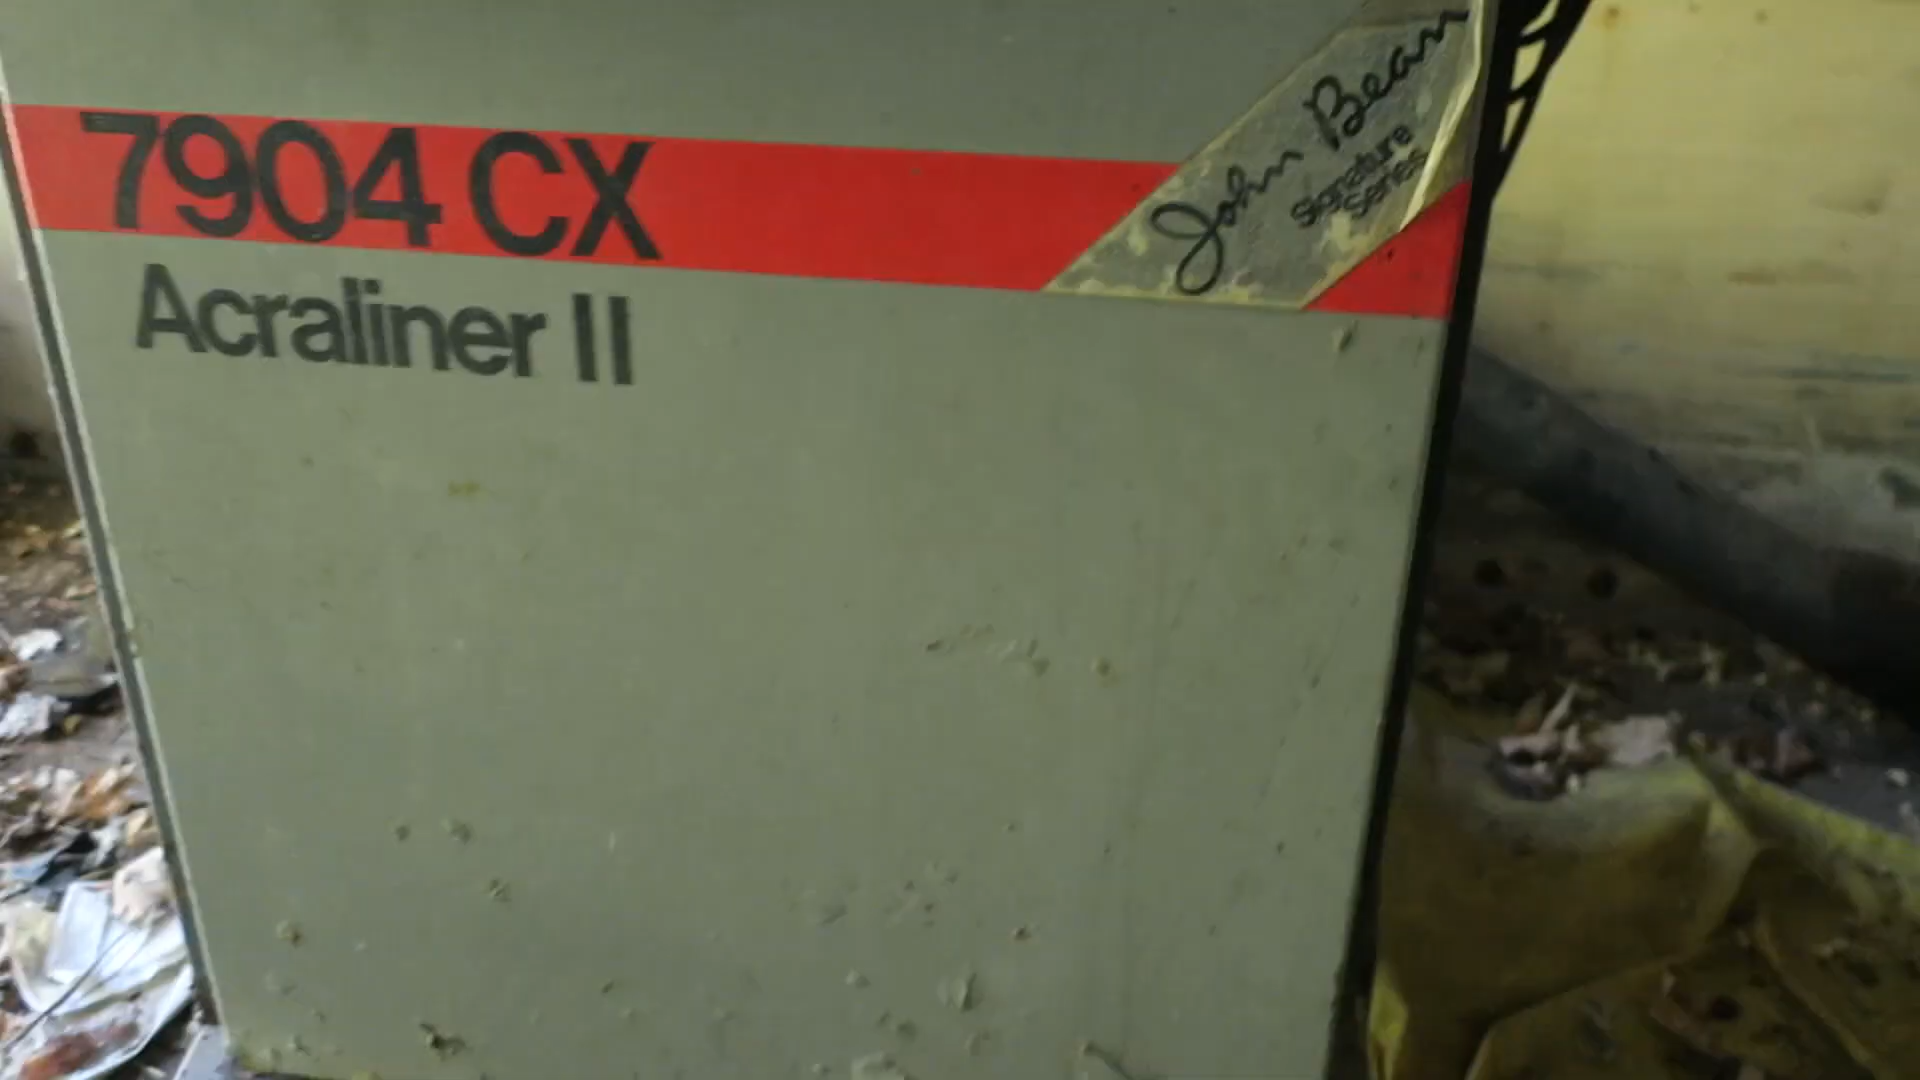 7904 CX
Acraliner II
John Bean
Signature
Series